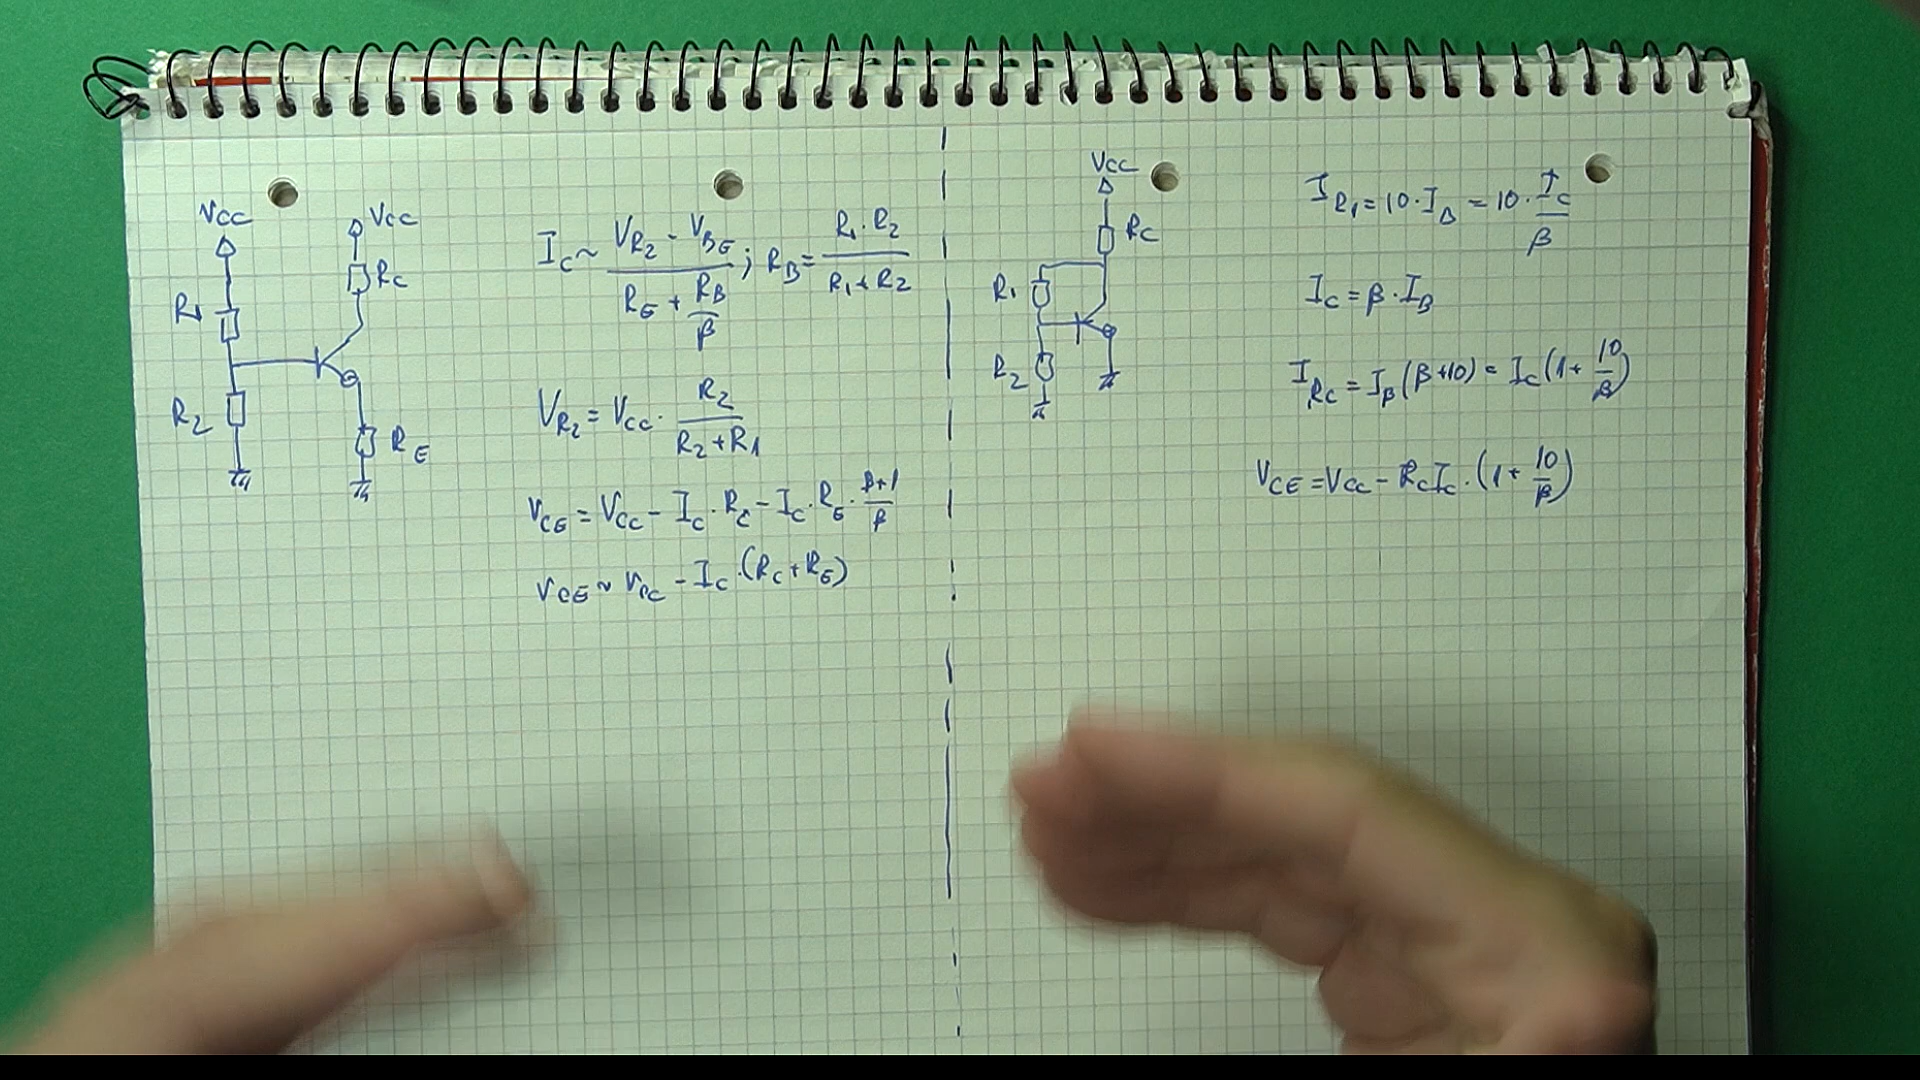 Vcc
Vcc
R1
Rc
R2
RE
Ic ~ (VR2 - VBE) / (RE + RB/β) ; RB = R1·R2 / (R1+R2)
VR2 = Vcc · R2 / (R2+R1)
VCE = Vcc - Ic·Rc - Ic·RE·(β+1)/β
VCE ~ Vcc - Ic·(Rc+RE)
Vcc
Rc
R1
R2
IR1 = 10·IB = 10·Ic/β
Ic = β·IB
IRc = IB(β+10) = Ic(1+10/β)
VCE = Vcc - RcIc·(1+10/β)